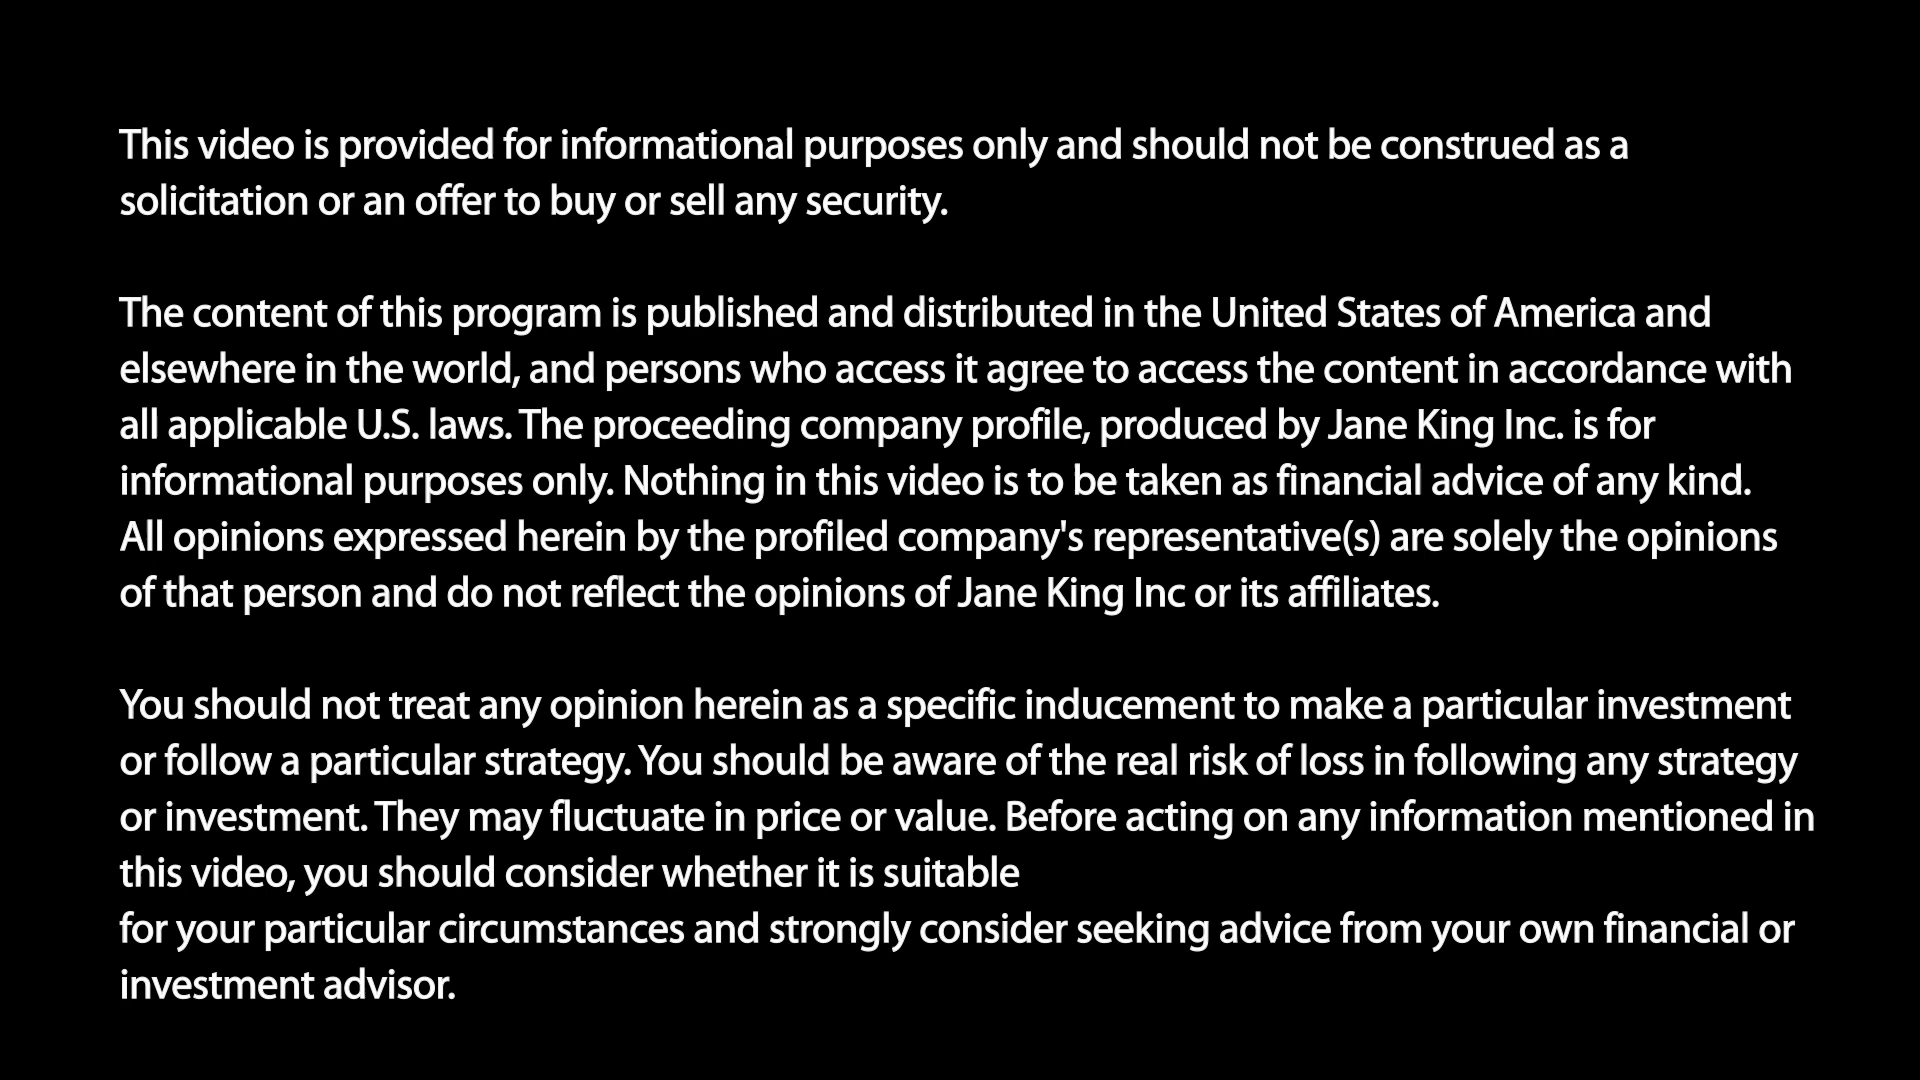 This video is provided for informational purposes only and should not be construed as a
solicitation or an offer to buy or sell any security.
The content of this program is published and distributed in the United States of America and
elsewhere in the world, and persons who access it agree to access the content in accordance with
all applicable U.S. laws. The proceeding company profile, produced by Jane King Inc. is for
informational purposes only. Nothing in this video is to be taken as financial advice of any kind.
All opinions expressed herein by the profiled company's representative(s) are solely the opinions
of that person and do not reflect the opinions of Jane King Inc or its affiliates.
You should not treat any opinion herein as a specific inducement to make a particular investment
or follow a particular strategy. You should be aware of the real risk of loss in following any strategy
or investment. They may fluctuate in price or value. Before acting on any information mentioned in
this video, you should consider whether it is suitable
for your particular circumstances and strongly consider seeking advice from your own financial or
investment advisor.